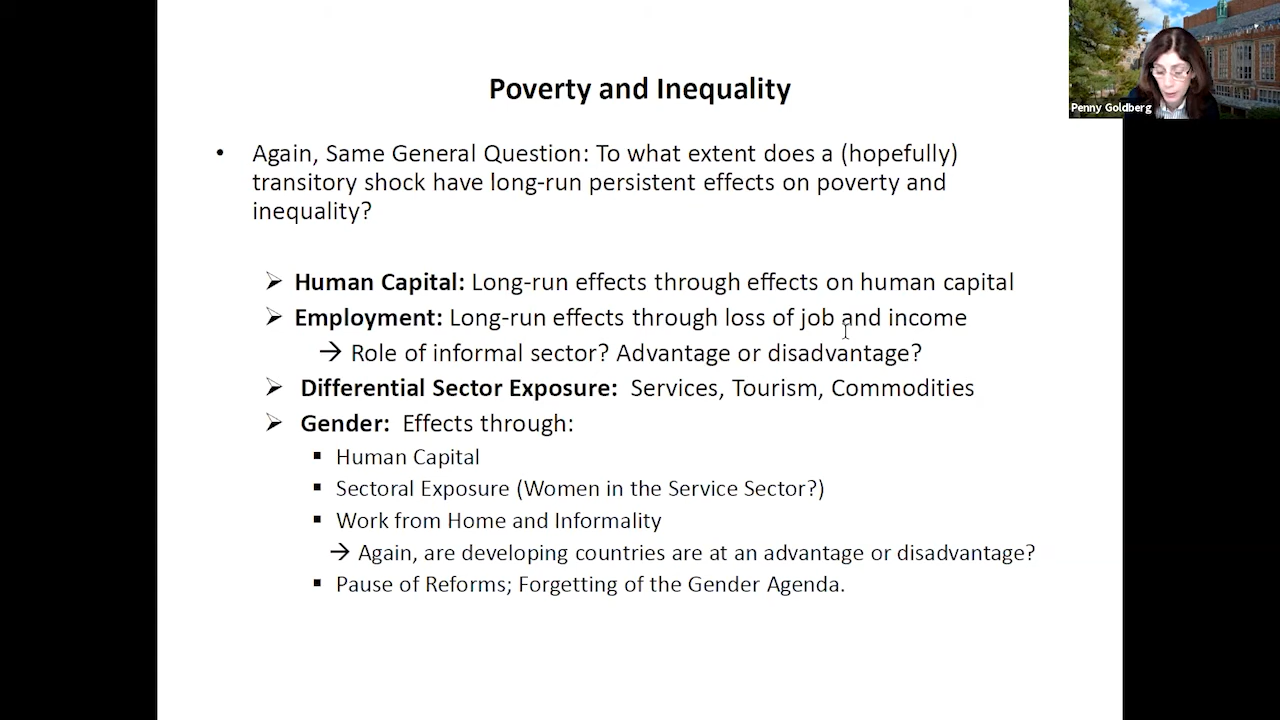 Poverty and Inequality
Penny Goldberg
• Again, Same General Question: To what extent does a (hopefully)
transitory shock have long-run persistent effects on poverty and
inequality?
➢ Human Capital: Long-run effects through effects on human capital
➢ Employment: Long-run effects through loss of job and income
→ Role of informal sector? Advantage or disadvantage?
➢ Differential Sector Exposure: Services, Tourism, Commodities
➢ Gender: Effects through:
▪ Human Capital
▪ Sectoral Exposure (Women in the Service Sector?)
▪ Work from Home and Informality
→ Again, are developing countries are at an advantage or disadvantage?
▪ Pause of Reforms; Forgetting of the Gender Agenda.